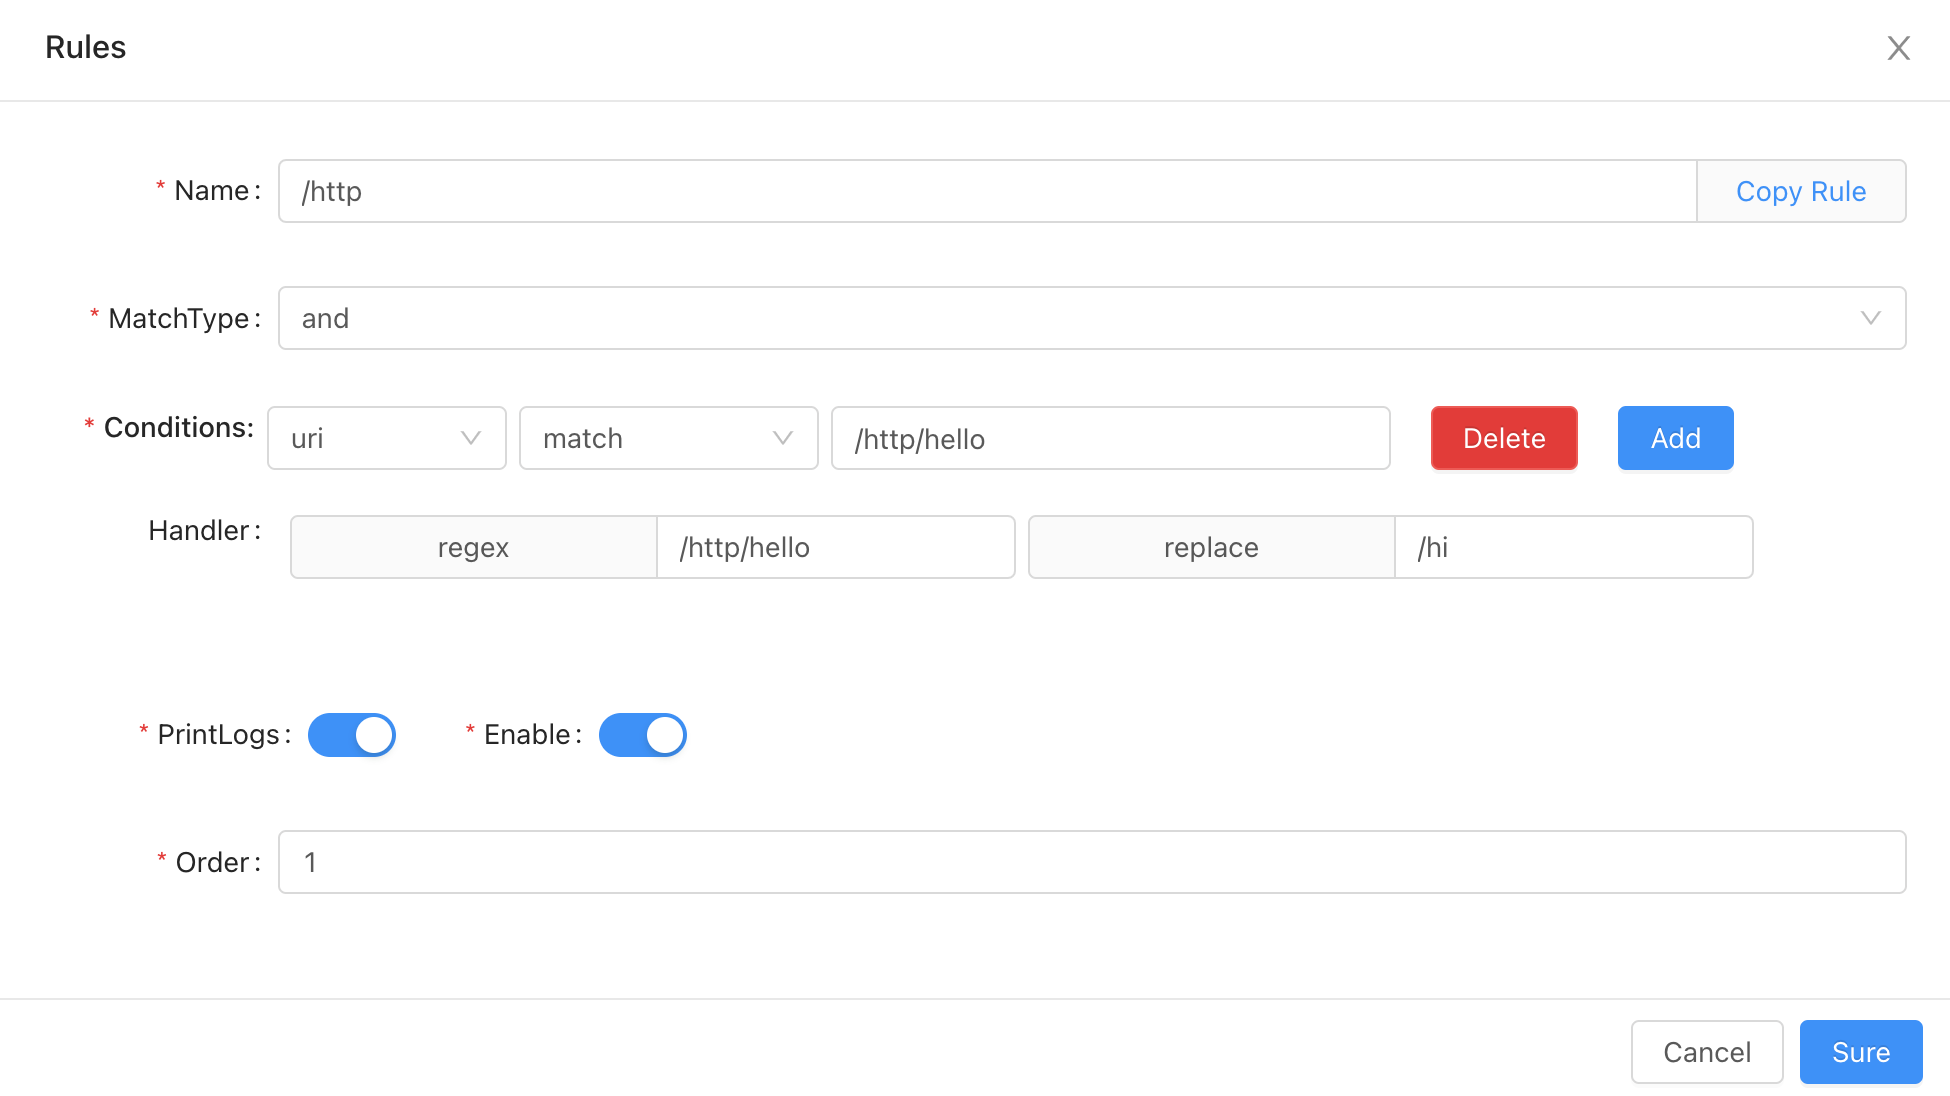 Rules
* Name: /http Copy Rule
* MatchType: and
* Conditions: uri match /http/hello Delete Add
Handler: regex /http/hello replace /hi
* PrintLogs: * Enable:
* Order: 1
Cancel Sure